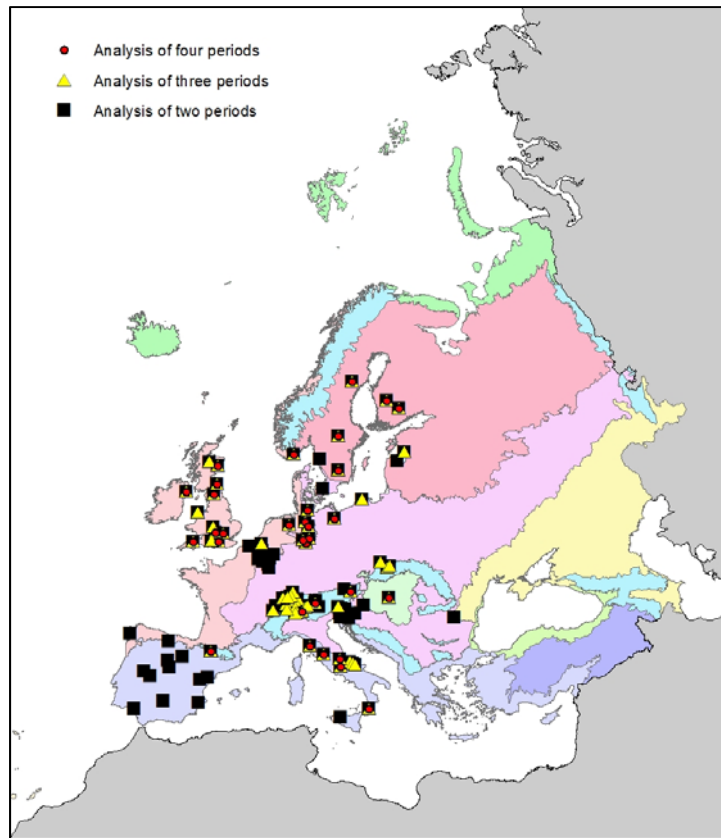 Analysis of four periods
Analysis of three periods
Analysis of two periods